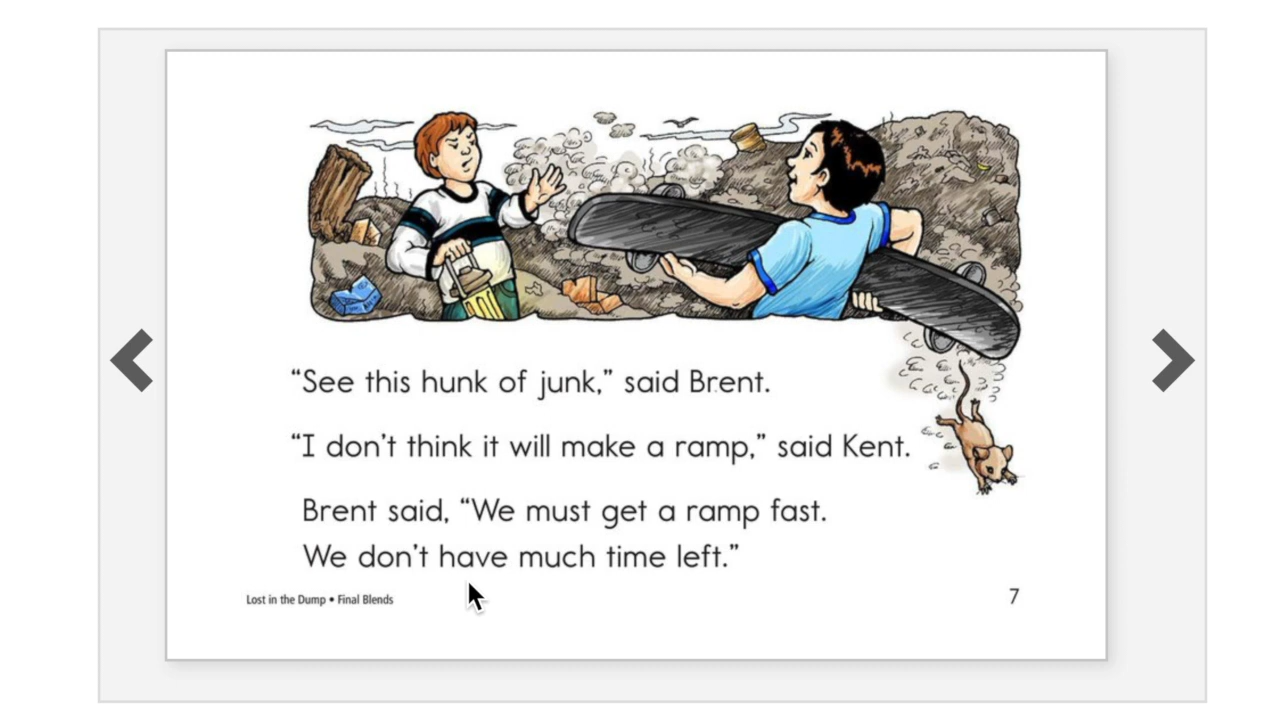 “See this hunk of junk,” said Brent.
“I don’t think it will make a ramp,” said Kent.
Brent said, “We must get a ramp fast.
We don’t have much time left.”
Lost in the Dump • Final Blends
7